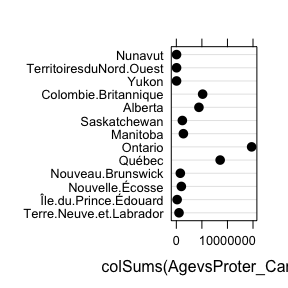 Nunavut
TerritoiresduNord.Ouest
Yukon
Colombie.Britannique
Alberta
Saskatchewan
Manitoba
Ontario
Québec
Nouveau.Brunswick
Nouvelle.Écosse
Île.du.Prince.Édouard
Terre.Neuve.et.Labrador
0 10000000
colSums(AgevsProter_Car